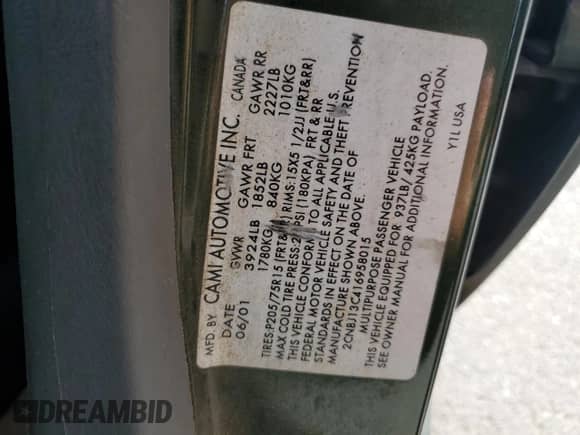 MFD. BY CAMI AUTOMOTIVE INC. CANADA
DATE GVWR GAWR FRT GAWR RR
06/01 3924LB 1852LB 2227LB
1780KG 840KG 1010KG
TIRES:P205/75R15 (FRT& ) RIMS:15X5 1/2JJ (FRT&RR)
MAX COLD TIRE PRESS: PSI (180KPA) FRT & RR
THIS VEHICLE CONFORMS TO ALL APPLICABLE U.S.
FEDERAL MOTOR VEHICLE SAFETY AND THEFT PREVENTION
STANDARDS IN EFFECT ON THE DATE OF
MANUFACTURE SHOWN ABOVE.
2CNBJ13C416958015
MULTIPURPOSE PASSENGER VEHICLE
THIS VEHICLE EQUIPPED FOR 937LB/ 425KG PAYLOAD,
SEE OWNER MANUAL FOR ADDITIONAL INFORMATION.
Y1L USA
DREAMBID